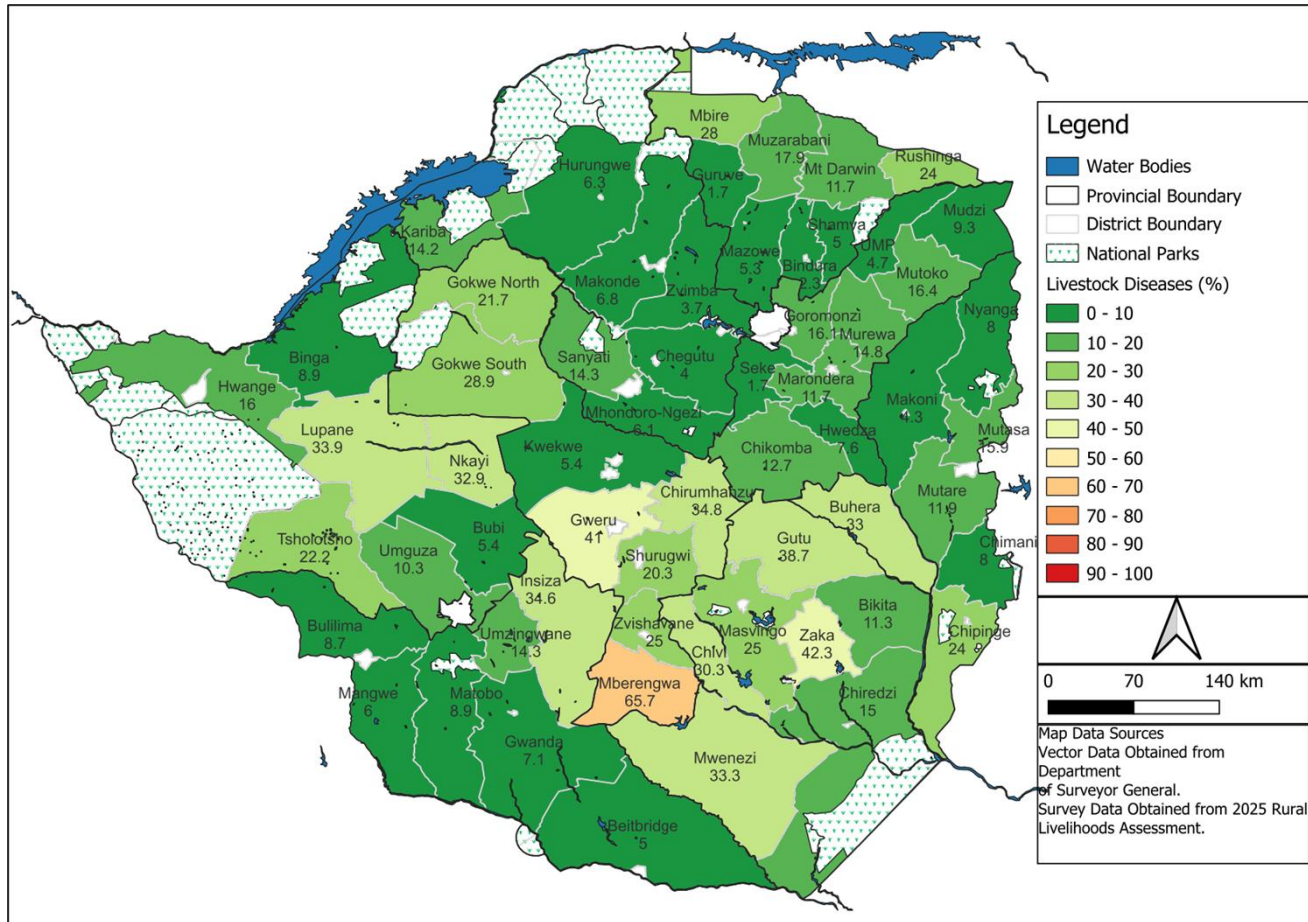 Mbire
28
Muzarabani
17.9
Mt Darwin
11.7
Rushinga
24
Hurungwe
6.3
Guruve
1.7
Mudzi
9.3
Shamva
5
UMP
4.7
Mazowe
5.3
Bindura
2.3
Mutoko
16.4
Kariba
14.2
Makonde
6.8
Zvimba
3.7
Gokwe North
21.7
Goromonzi
16.1
Murewa
14.8
Nyanga
8
Binga
8.9
Gokwe South
28.9
Sanyati
14.3
Chegutu
4
Seke
1.7
Marondera
11.7
Makoni
4.3
Hwange
16
Mhondoro-Ngezi
6.1
Hwedza
7.6
Mutasa
15.9
Lupane
33.9
Nkayi
32.9
Kwekwe
5.4
Chikomba
12.7
Chirumhanzu
34.8
Buhera
33
Mutare
11.9
Gweru
41
Gutu
38.7
Tsholotsho
22.2
Umguza
10.3
Bubi
5.4
Shurugwi
20.3
Chimani
8
Insiza
34.6
Bulilima
8.7
Umzingwane
14.3
Zvishavane
25
Chivi
30.3
Masvingo
25
Zaka
42.3
Bikita
11.3
Chipinge
24
Mangwe
6
Matobo
8.9
Mberengwa
65.7
Chiredzi
15
Gwanda
7.1
Mwenezi
33.3
Beitbridge
5
Legend
Water Bodies
Provincial Boundary
District Boundary
National Parks
Livestock Diseases (%)
0 - 10
10 - 20
20 - 30
30 - 40
40 - 50
50 - 60
60 - 70
70 - 80
80 - 90
90 - 100
0 70 140 km
Map Data Sources
Vector Data Obtained from
Department
of Surveyor General.
Survey Data Obtained from 2025 Rural
Livelihoods Assessment.